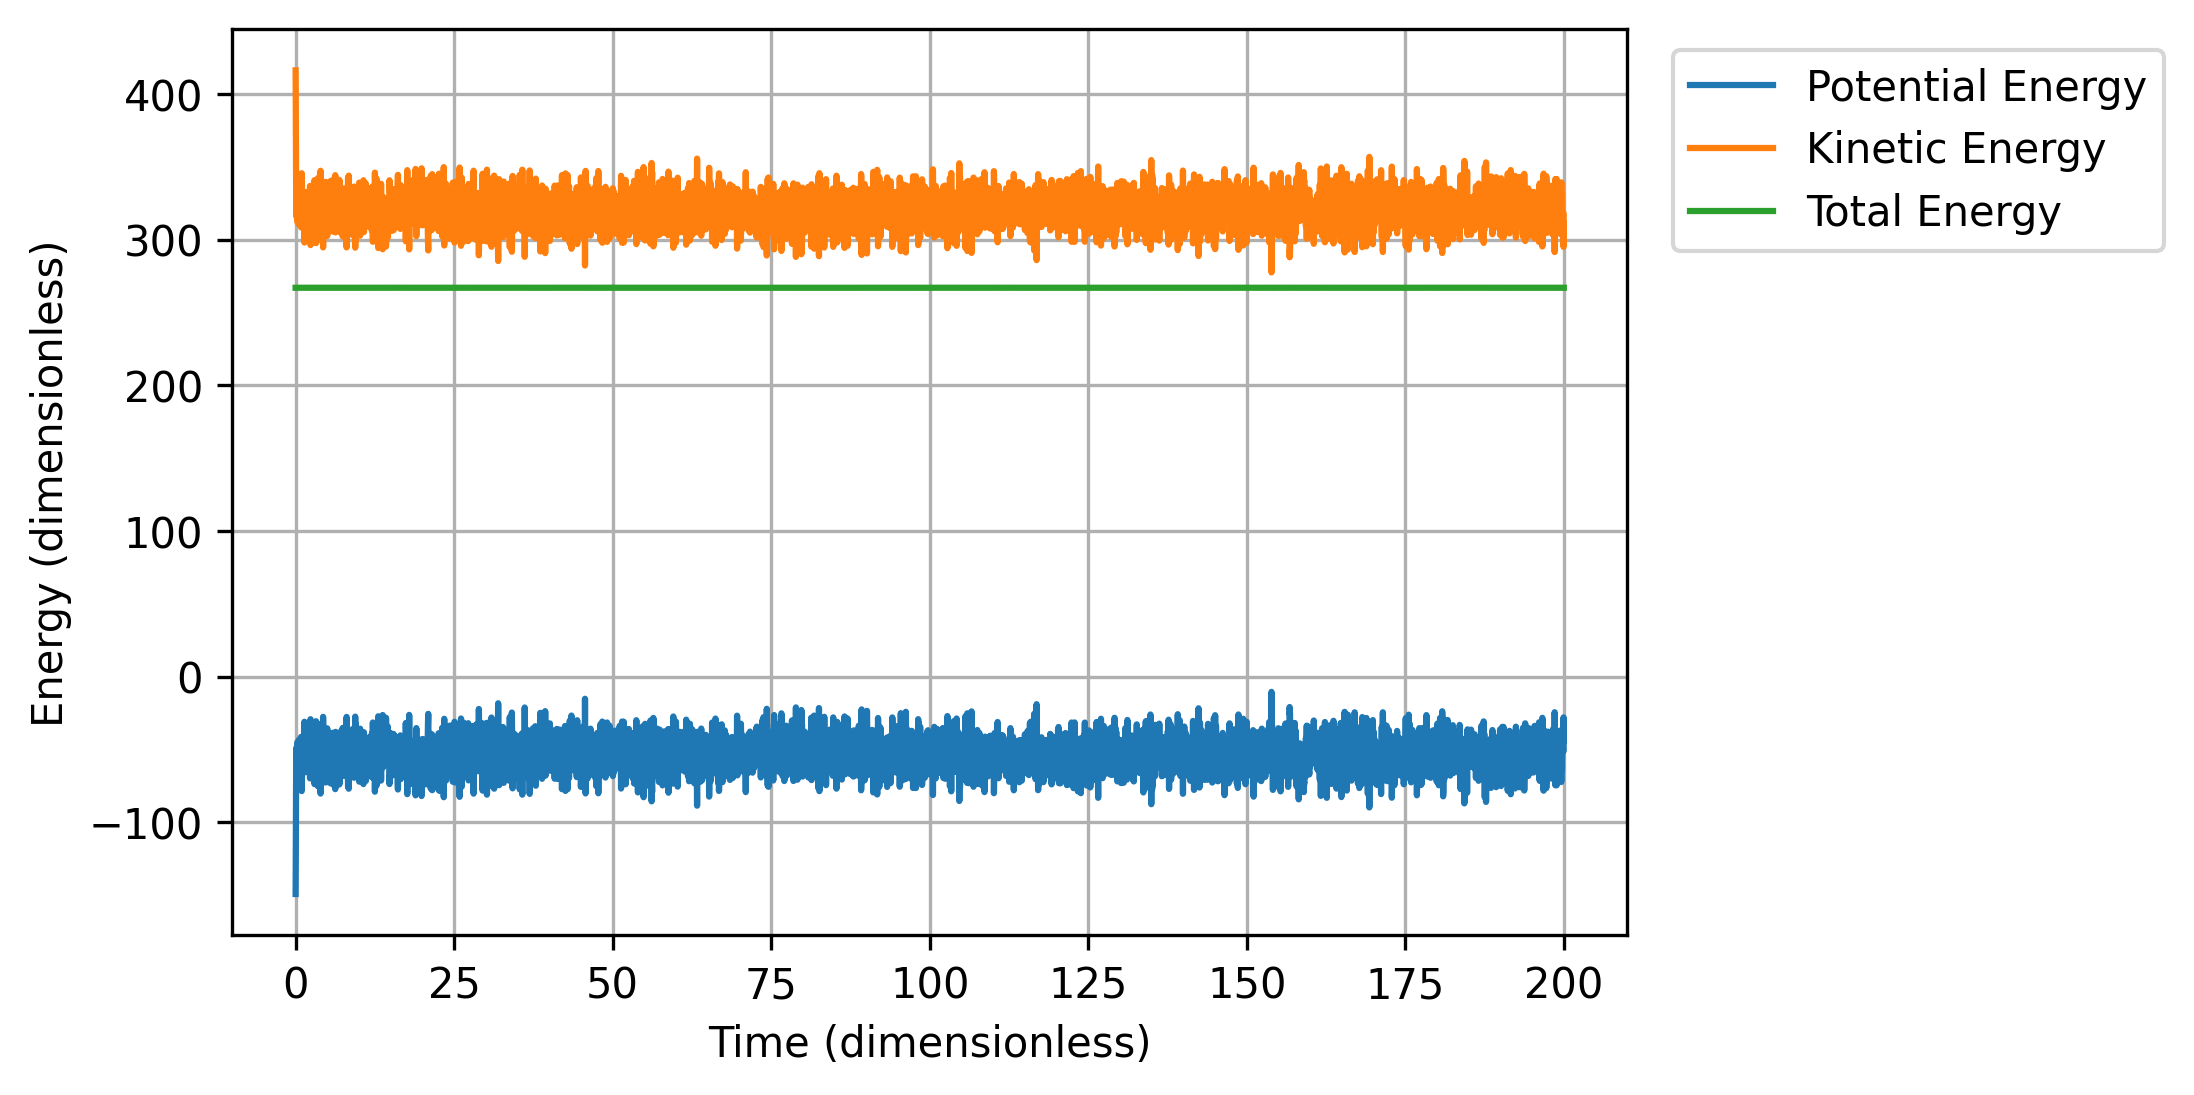 Energy (dimensionless)
400
300
200
100
0
−100
0 25 50 75 100 125 150 175 200
Time (dimensionless)
Potential Energy
Kinetic Energy
Total Energy